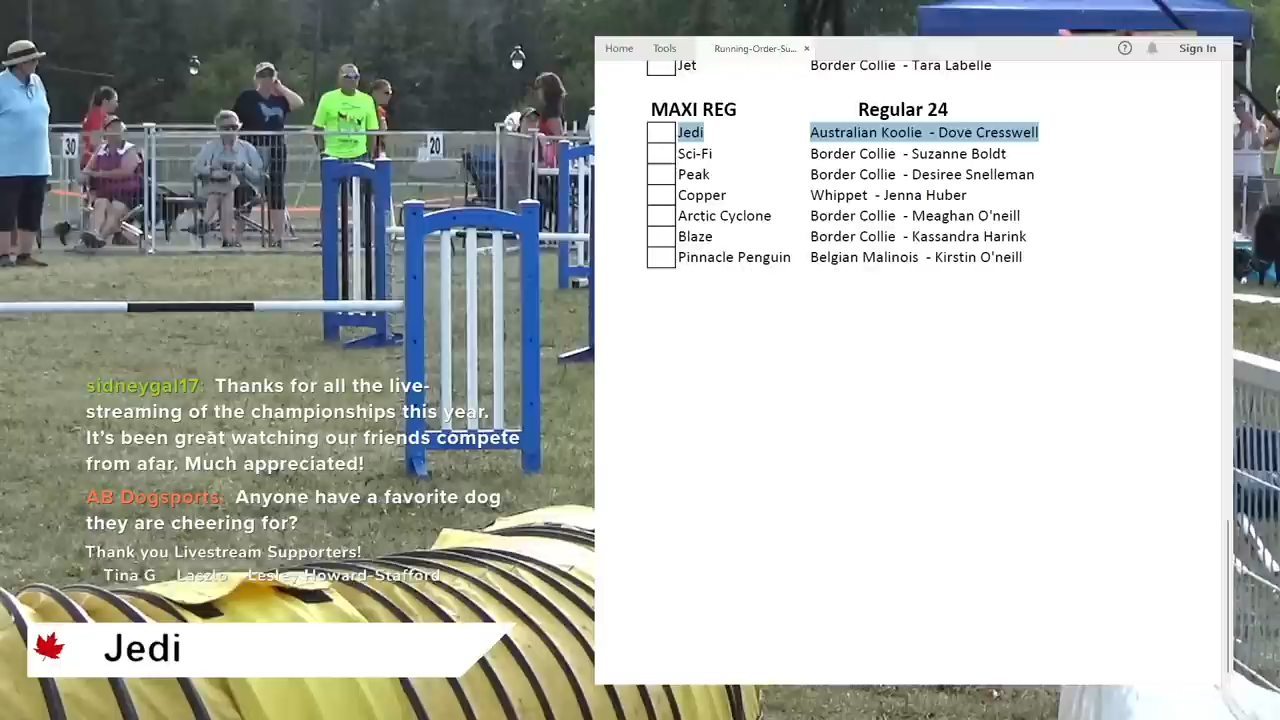 Home Tools Running-Order-Su... × ? Sign In
Jet Border Collie - Tara Labelle
MAXI REG Regular 24
Jedi Australian Koolie - Dove Cresswell
Sci-Fi Border Collie - Suzanne Boldt
Peak Border Collie - Desiree Snelleman
Copper Whippet - Jenna Huber
Arctic Cyclone Border Collie - Meaghan O'neill
Blaze Border Collie - Kassandra Harink
Pinnacle Penguin Belgian Malinois - Kirstin O'neill
30
20
sidneygal17: Thanks for all the live-
streaming of the championships this year.
It's been great watching our friends compete
from afar. Much appreciated!
AB Dogsports: Anyone have a favorite dog
they are cheering for?
Thank you Livestream Supporters!
Tina G Laszlo Lesley Howard-Stafford
Jedi